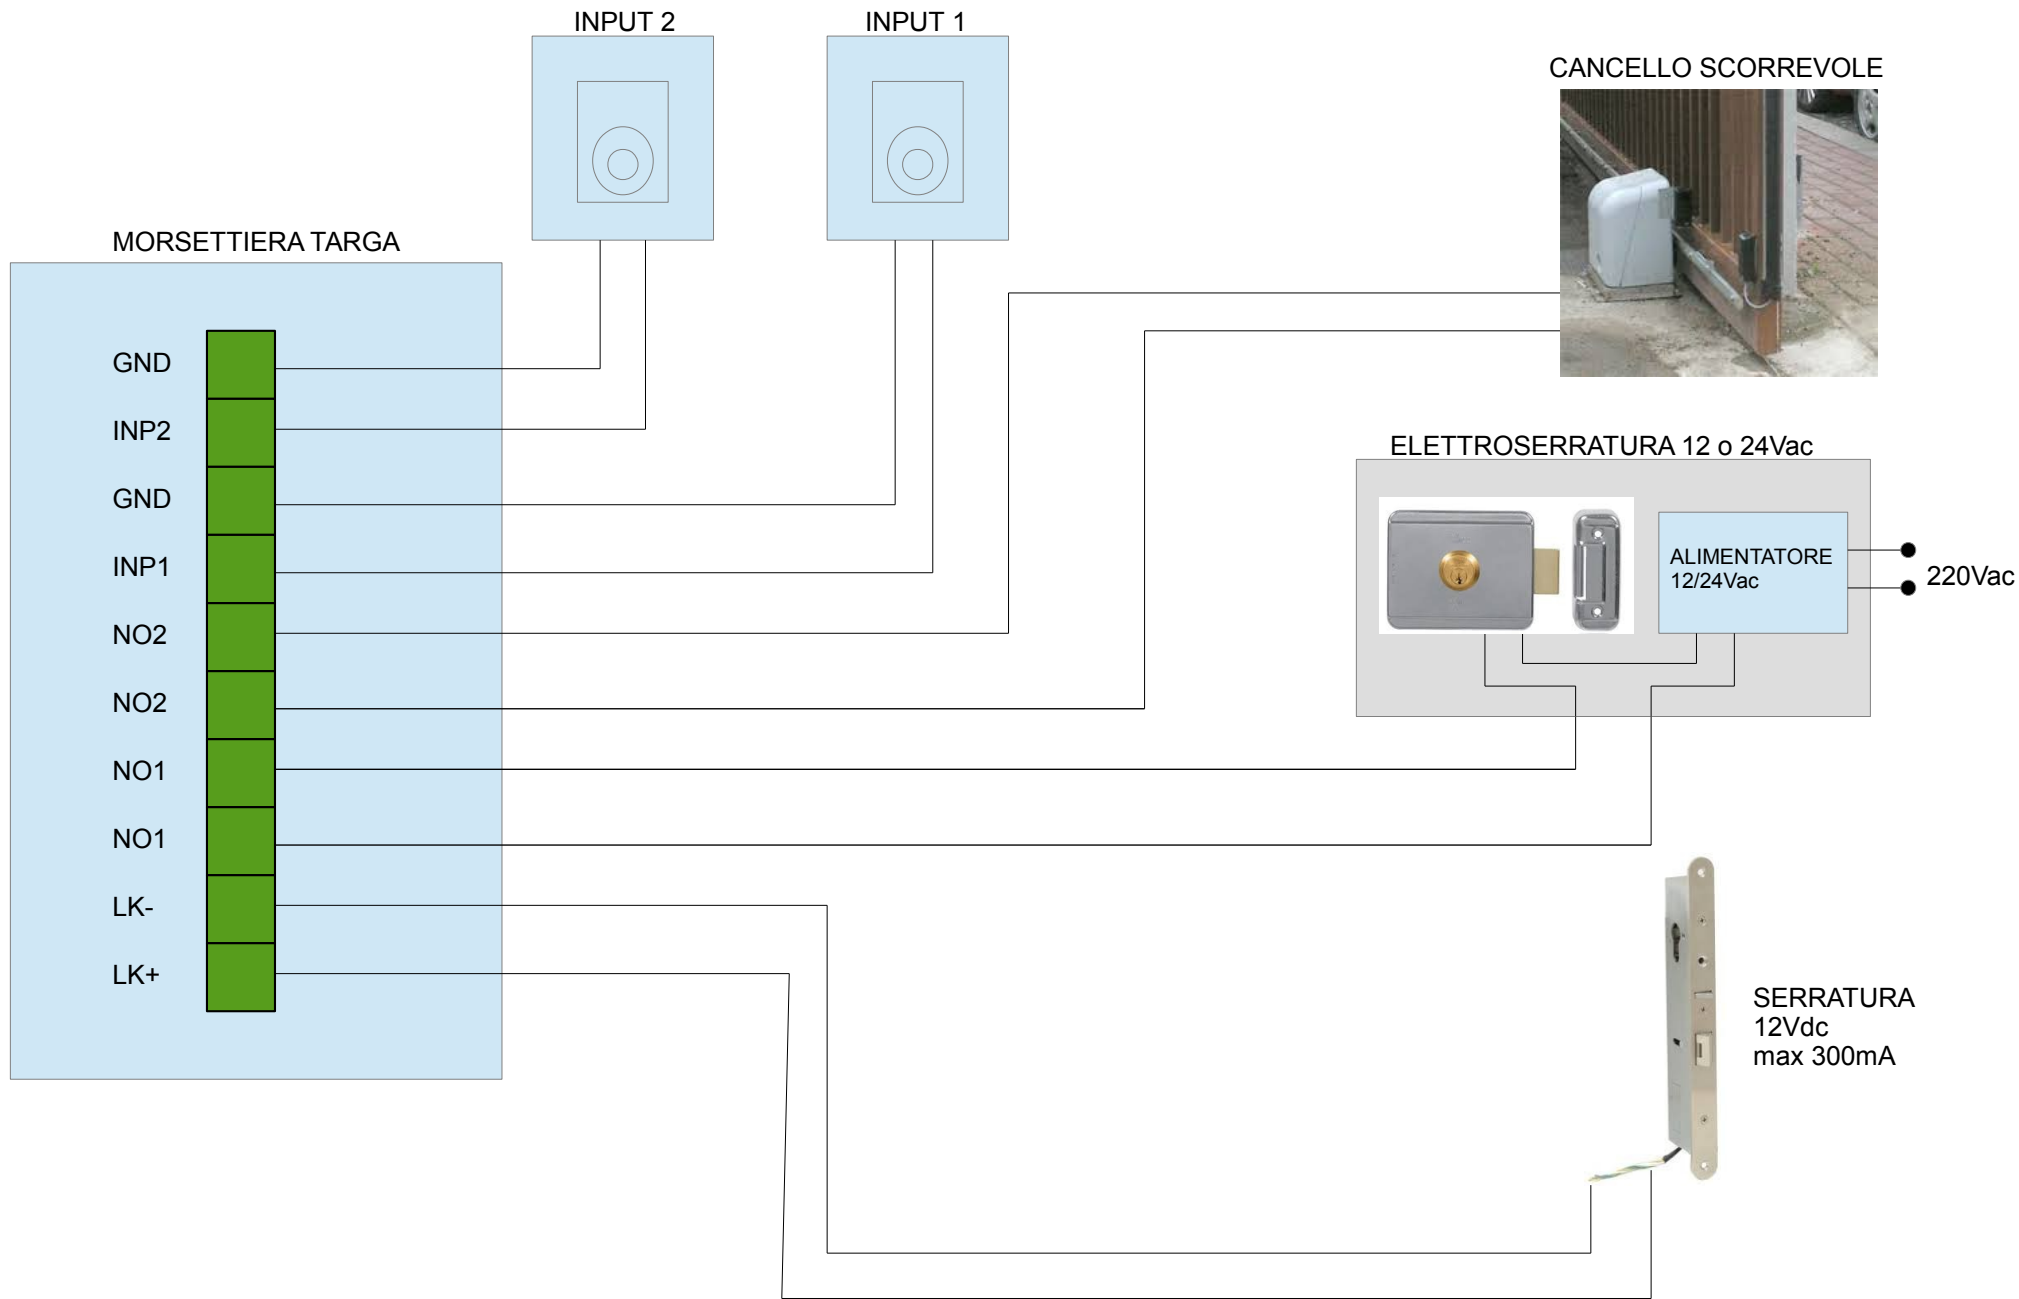 INPUT 2
INPUT 1
CANCELLO SCORREVOLE
MORSETTIERA TARGA
GND
INP2
GND
INP1
NO2
NO2
NO1
NO1
LK-
LK+
ELETTROSERRATURA 12 o 24Vac
ALIMENTATORE
12/24Vac
220Vac
SERRATURA
12Vdc
max 300mA